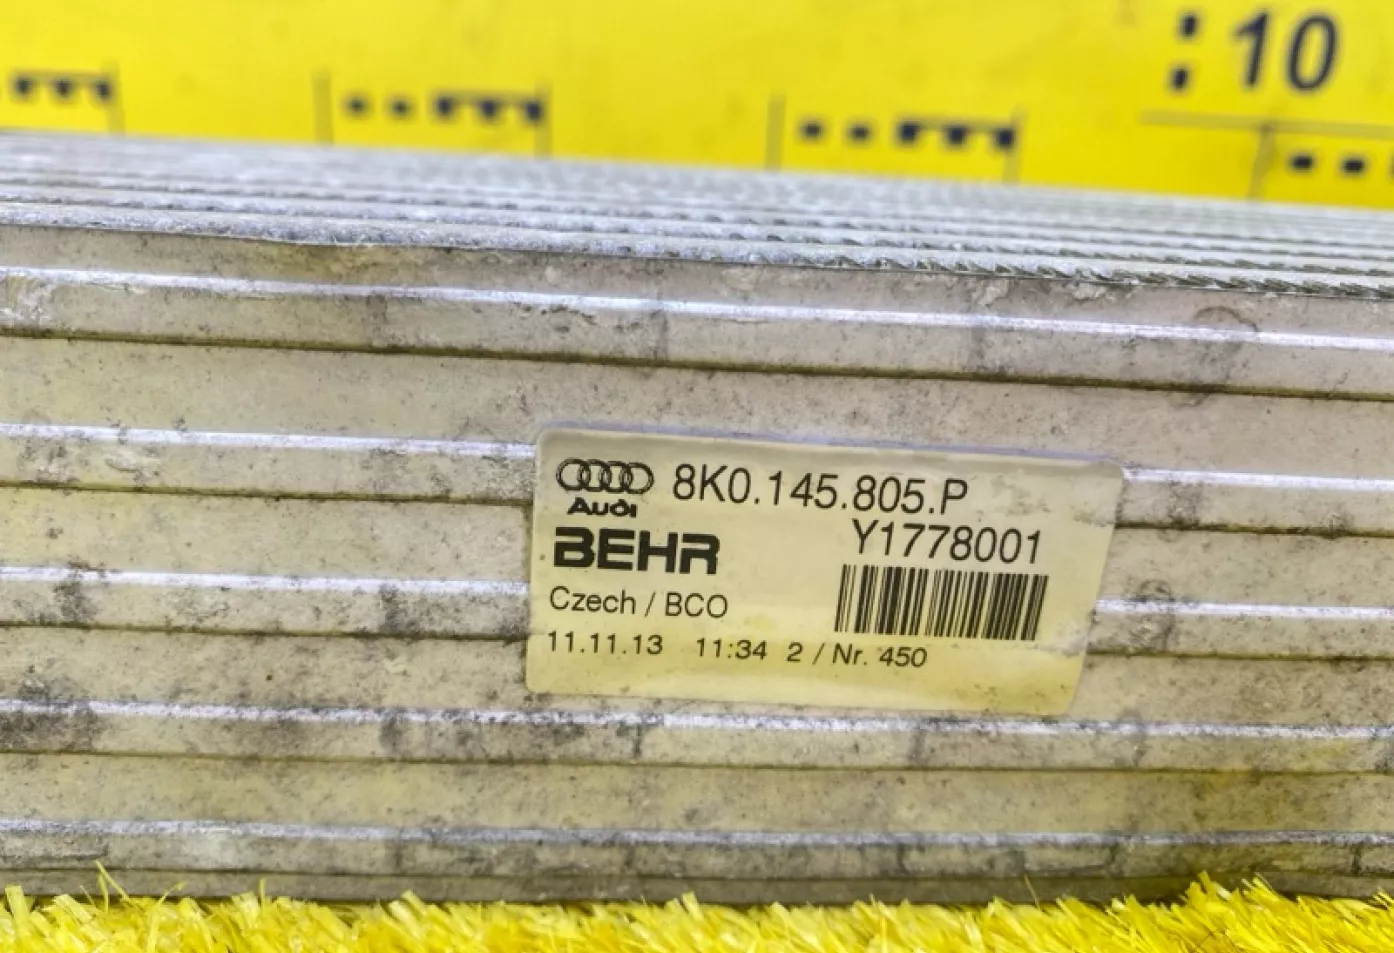 :10
8K0.145.805.P
Audi
Y1778001
BEHR
Czech / BCO
11.11.13 11:34 2 / Nr. 450